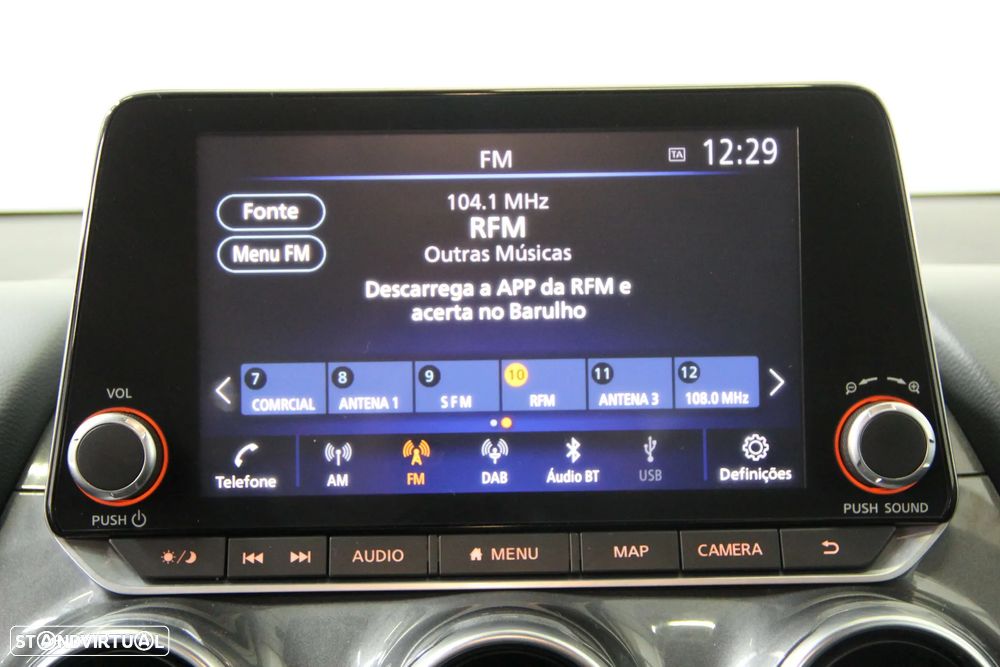 FM
TA 12:29
Fonte
104.1 MHz
RFM
Menu FM
Outras Músicas
Descarrega a APP da RFM e
acerta no Barulho
7 8 9 10 11 12
COMRCIAL ANTENA 1 S F M RFM ANTENA 3 108.0 MHz
VOL
Telefone AM FM DAB Áudio BT USB Definições
PUSH
PUSH SOUND
AUDIO MENU MAP CAMERA
STANDVIRTUAL